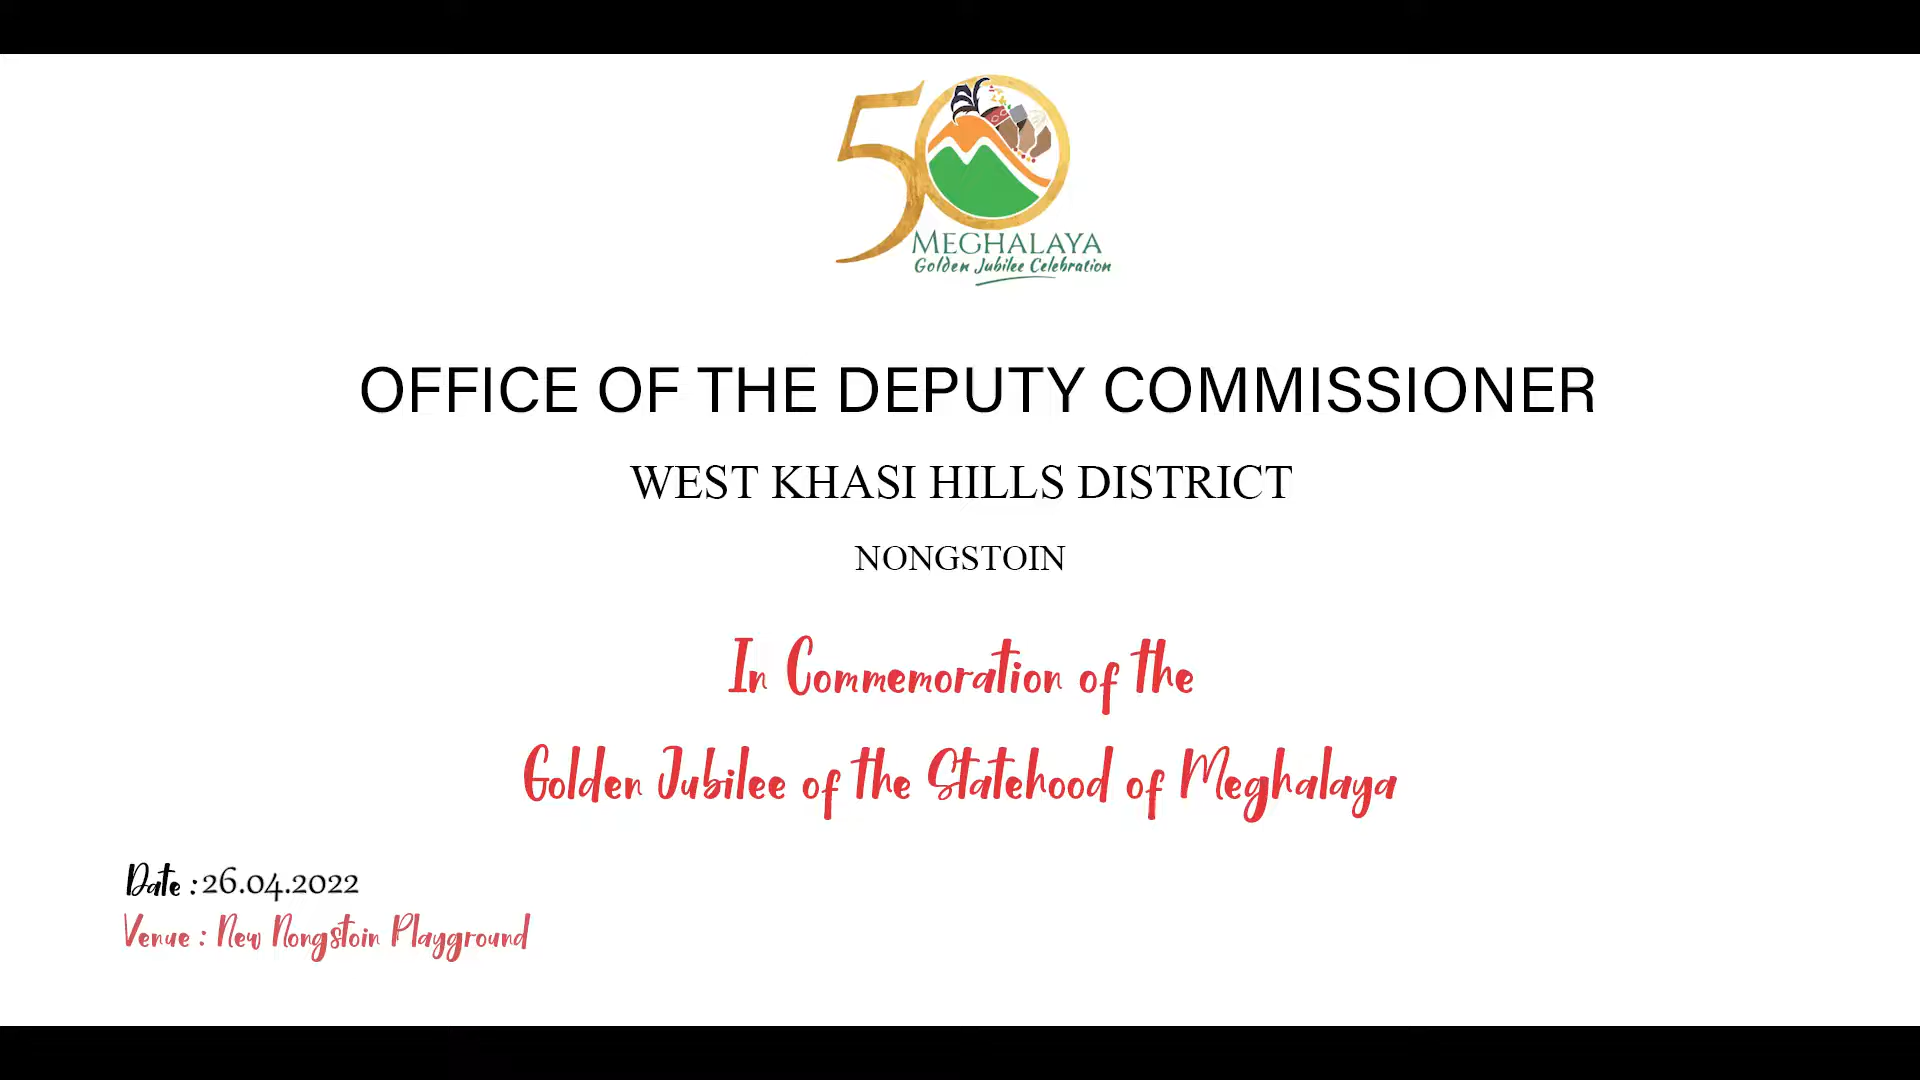 50
MEGHALAYA
Golden Jubilee Celebration
OFFICE OF THE DEPUTY COMMISSIONER
WEST KHASI HILLS DISTRICT
NONGSTOIN
In Commemoration of the
Golden Jubilee of the Statehood of Meghalaya
Date : 26.04.2022
Venue : New Nongstoin Playground